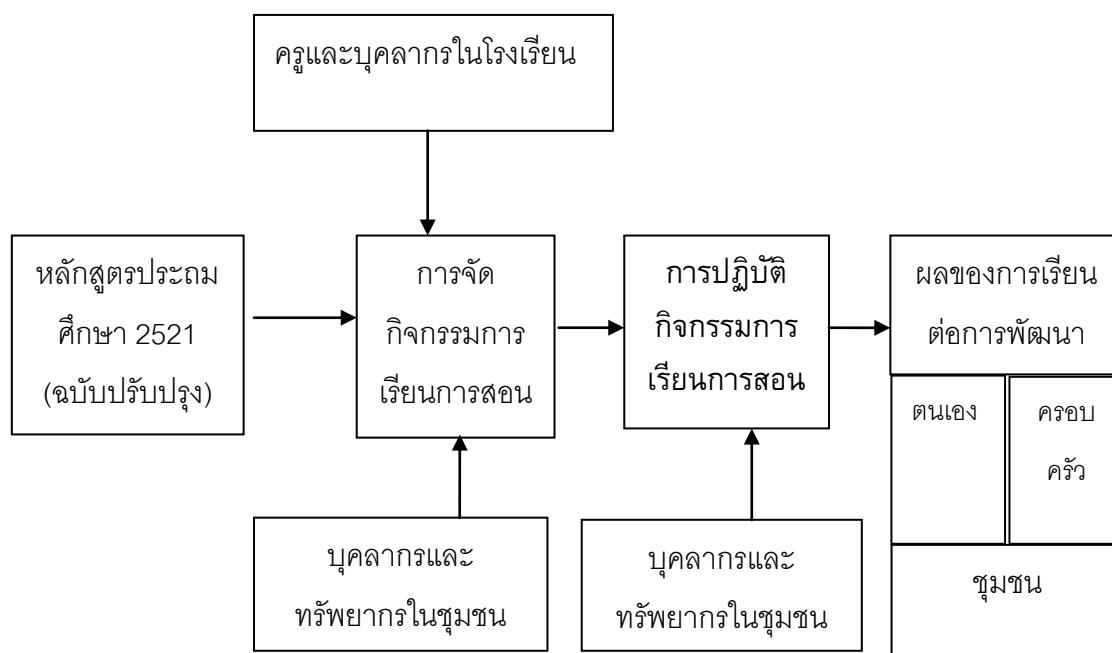 ครูและบุคลากรในโรงเรียน
หลักสูตรประถม
ศึกษา 2521
(ฉบับปรับปรุง)
การจัด
กิจกรรมการ
เรียนการสอน
การปฏิบัติ
กิจกรรมการ
เรียนการสอน
ผลของการเรียน
ต่อการพัฒนา
ตนเอง
ครอบ
ครัว
ชุมชน
บุคลากรและ
ทรัพยากรในชุมชน
บุคลากรและ
ทรัพยากรในชุมชน